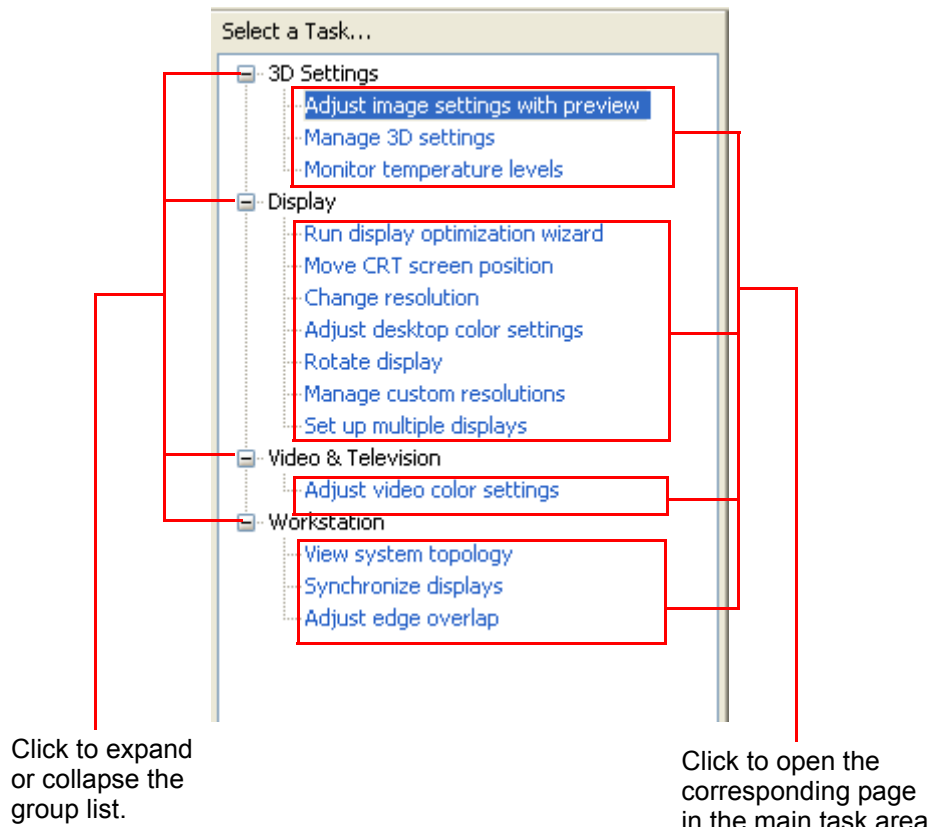 Select a Task...
3D Settings
Adjust image settings with preview
Manage 3D settings
Monitor temperature levels
Display
Run display optimization wizard
Move CRT screen position
Change resolution
Adjust desktop color settings
Rotate display
Manage custom resolutions
Set up multiple displays
Video & Television
Adjust video color settings
Workstation
View system topology
Synchronize displays
Adjust edge overlap
Click to expand
or collapse the
group list.
Click to open the
corresponding page
in the main task area